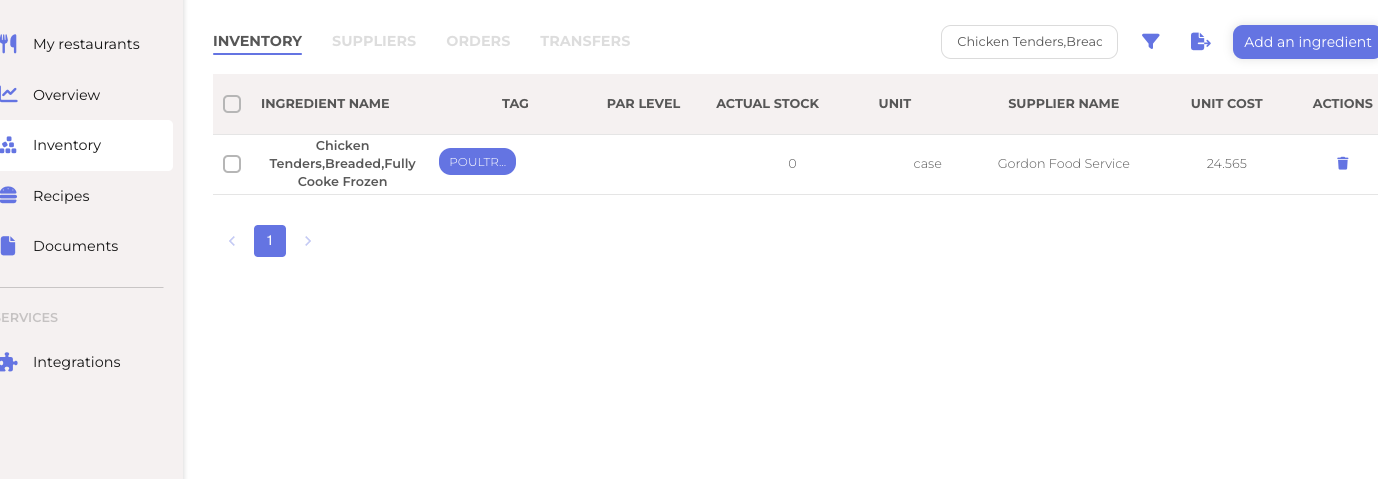 My restaurants
Overview
Inventory
Recipes
Documents
ERVICES
Integrations
INVENTORY SUPPLIERS ORDERS TRANSFERS
Chicken Tenders,Breac
Add an ingredient
INGREDIENT NAME TAG PAR LEVEL ACTUAL STOCK UNIT SUPPLIER NAME UNIT COST ACTIONS
Chicken
Tenders,Breaded,Fully
Cooke Frozen
POULTR... 0 case Gordon Food Service 24.565
1